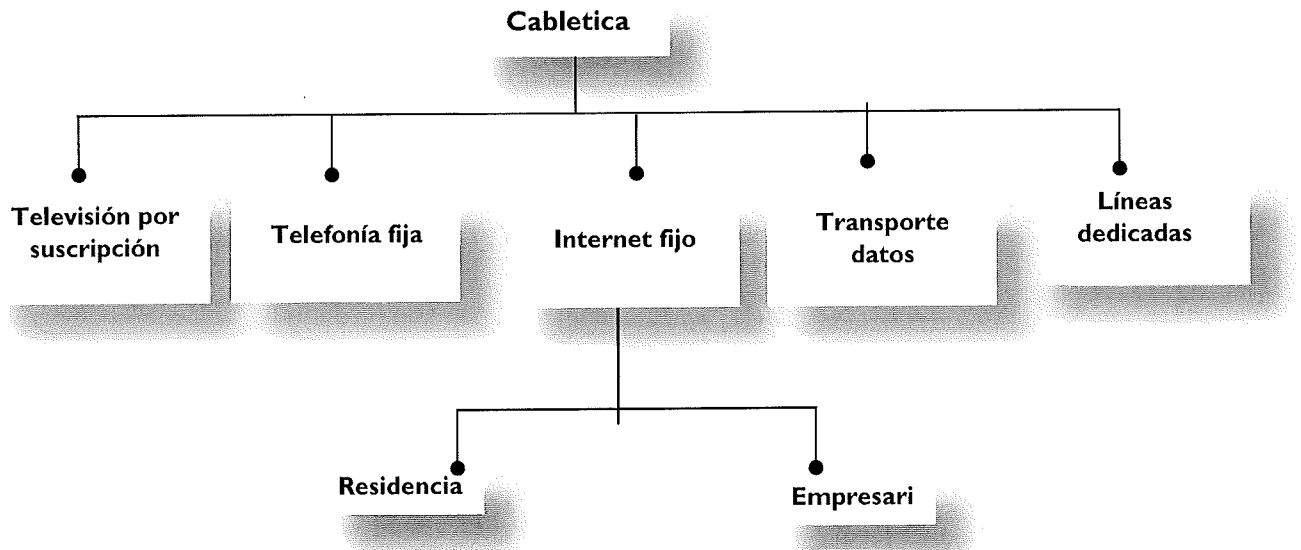 Cabletica
Televisión por
suscripción
Telefonía fija
Internet fijo
Transporte
datos
Líneas
dedicadas
Residencia
Empresari